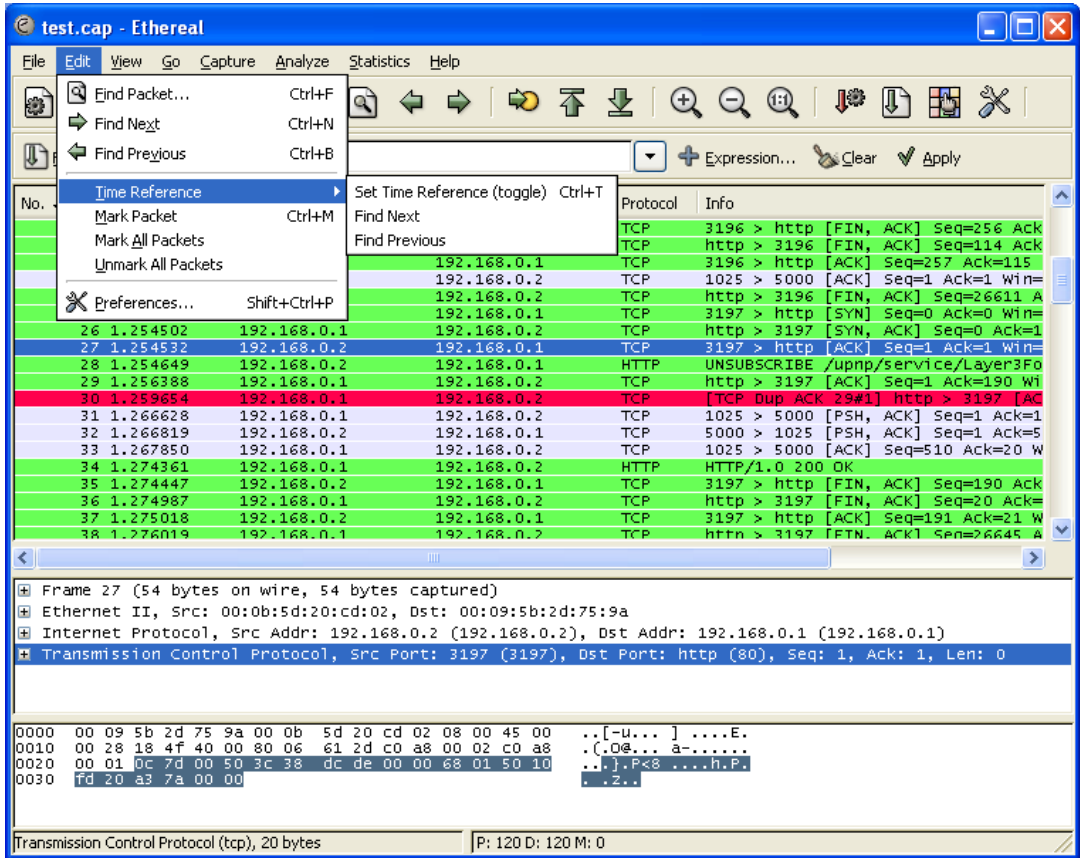 test.cap - Ethereal
File Edit View Go Capture Analyze Statistics Help
Find Packet... Ctrl+F
Find Next Ctrl+N
Find Previous Ctrl+B
Expression... Clear Apply
Time Reference
Set Time Reference (toggle) Ctrl+T
Mark Packet Ctrl+M
Find Next
Mark All Packets
Find Previous
Unmark All Packets
Preferences... Shift+Ctrl+P
No. Protocol Info
TCP 3196 > http [FIN, ACK] Seq=256 Ack
TCP http > 3196 [FIN, ACK] Seq=114 Ack
192.168.0.1 TCP 3196 > http [ACK] Seq=257 Ack=115
192.168.0.2 TCP 1025 > 5000 [ACK] Seq=1 Ack=1 Win=
192.168.0.2 TCP http > 3196 [FIN, ACK] Seq=26611 A
192.168.0.1 TCP 3197 > http [SYN] Seq=0 Ack=0 Win=
26 1.254502 192.168.0.1 192.168.0.2 TCP http > 3197 [SYN, ACK] Seq=0 Ack=1
27 1.254532 192.168.0.2 192.168.0.1 TCP 3197 > http [ACK] Seq=1 Ack=1 Win=
28 1.254649 192.168.0.2 192.168.0.1 HTTP UNSUBSCRIBE /upnp/service/Layer3Fo
29 1.256388 192.168.0.1 192.168.0.2 TCP http > 3197 [ACK] Seq=1 Ack=190 Wi
30 1.259654 192.168.0.1 192.168.0.2 TCP [TCP Dup ACK 29#1] http > 3197 [AC
31 1.266628 192.168.0.1 192.168.0.2 TCP 1025 > 5000 [PSH, ACK] Seq=1 Ack=1
32 1.266819 192.168.0.2 192.168.0.1 TCP 5000 > 1025 [PSH, ACK] Seq=1 Ack=5
33 1.267850 192.168.0.1 192.168.0.2 TCP 1025 > 5000 [ACK] Seq=510 Ack=20 W
34 1.274361 192.168.0.1 192.168.0.2 HTTP HTTP/1.0 200 OK
35 1.274447 192.168.0.2 192.168.0.1 TCP 3197 > http [FIN, ACK] Seq=190 Ack
36 1.274987 192.168.0.1 192.168.0.2 TCP http > 3197 [FIN, ACK] Seq=20 Ack=
37 1.275018 192.168.0.2 192.168.0.1 TCP 3197 > http [ACK] Seq=191 Ack=21 W
38 1.276019 192.168.0.1 192.168.0.2 TCP http > 3197 [FIN, ACK] Seq=26645 A
Frame 27 (54 bytes on wire, 54 bytes captured)
Ethernet II, Src: 00:0b:5d:20:cd:02, Dst: 00:09:5b:2d:75:9a
Internet Protocol, Src Addr: 192.168.0.2 (192.168.0.2), Dst Addr: 192.168.0.1 (192.168.0.1)
Transmission Control Protocol, Src Port: 3197 (3197), Dst Port: http (80), Seq: 1, Ack: 1, Len: 0
0000 00 09 5b 2d 75 9a 00 0b 5d 20 cd 02 08 00 45 00 ..[-u... ] ....E.
0010 00 28 18 4f 40 00 80 06 61 2d c0 a8 00 02 c0 a8 .(.O@... a-......
0020 00 01 0c 7d 00 50 3c 38 dc de 00 00 68 01 50 10 ...}.P<8 ....h.P.
0030 fd 20 a3 7a 00 00 . .z..
Transmission Control Protocol (tcp), 20 bytes P: 120 D: 120 M: 0